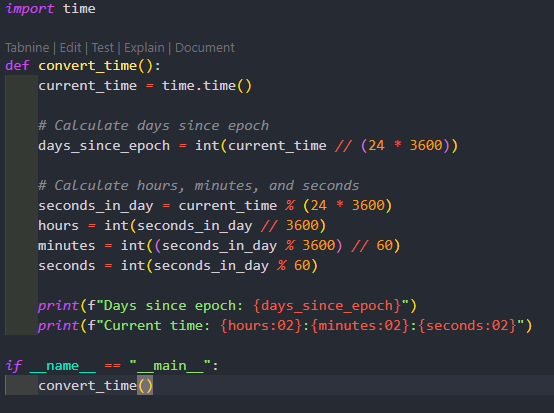 import time
Tabnine | Edit | Test | Explain | Document
def convert_time():
    current_time = time.time()
    # Calculate days since epoch
    days_since_epoch = int(current_time // (24 * 3600))
    # Calculate hours, minutes, and seconds
    seconds_in_day = current_time % (24 * 3600)
    hours = int(seconds_in_day // 3600)
    minutes = int((seconds_in_day % 3600) // 60)
    seconds = int(seconds_in_day % 60)
    print(f"Days since epoch: {days_since_epoch}")
    print(f"Current time: {hours:02}:{minutes:02}:{seconds:02}")
if __name__ == "__main__":
    convert_time()